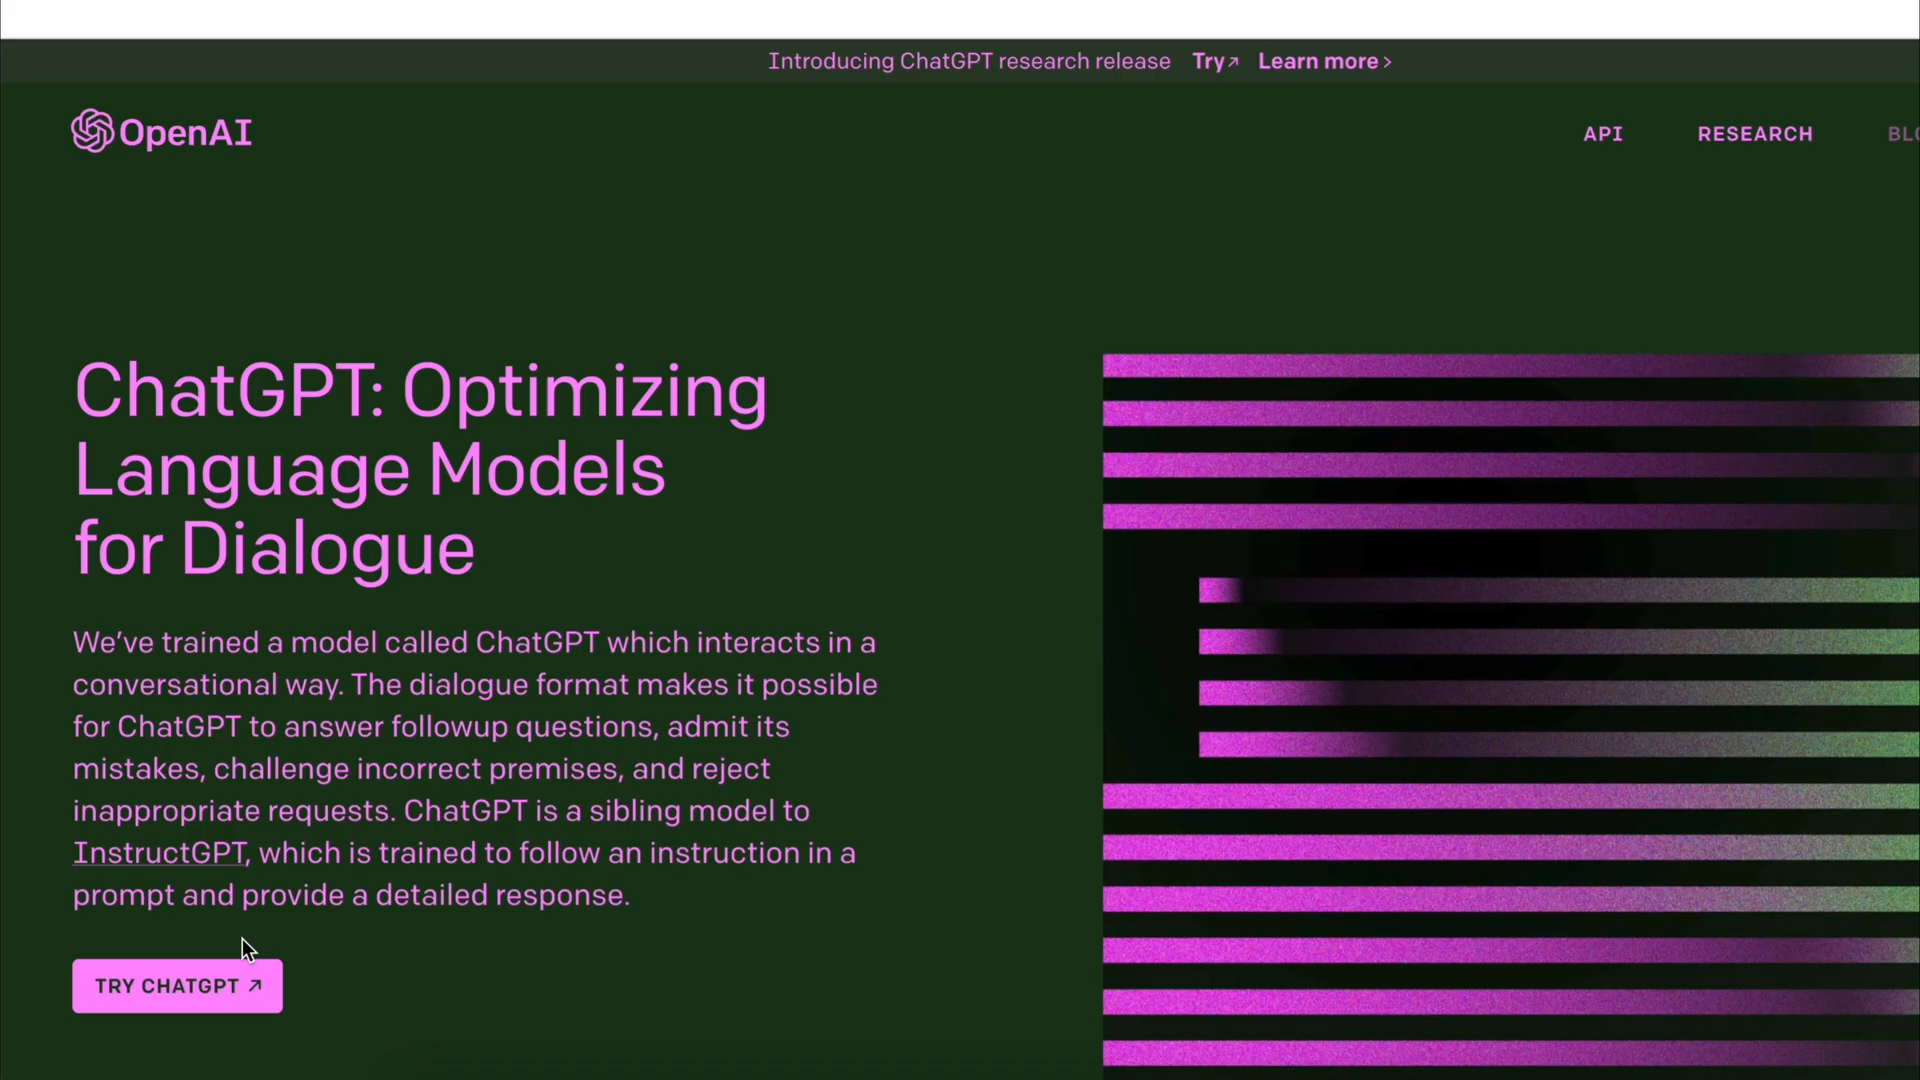 Introducing ChatGPT research release Try↗ Learn more ›
OpenAI
API RESEARCH
ChatGPT: Optimizing
Language Models
for Dialogue
We’ve trained a model called ChatGPT which interacts in a
conversational way. The dialogue format makes it possible
for ChatGPT to answer followup questions, admit its
mistakes, challenge incorrect premises, and reject
inappropriate requests. ChatGPT is a sibling model to
InstructGPT, which is trained to follow an instruction in a
prompt and provide a detailed response.
TRY CHATGPT ↗